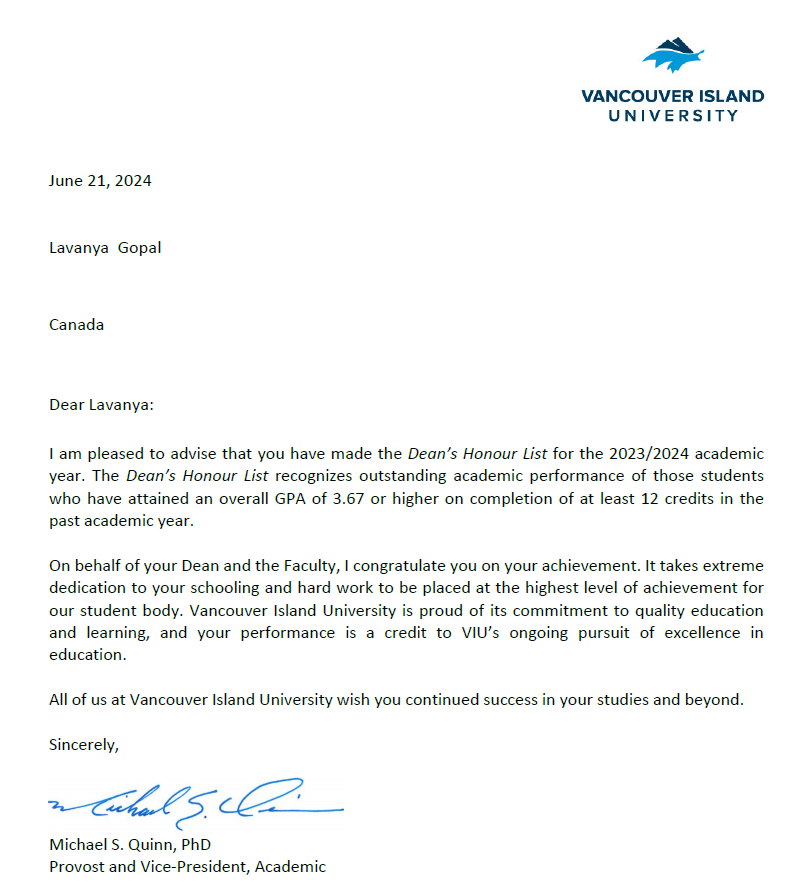 VANCOUVER ISLAND
UNIVERSITY
June 21, 2024
Lavanya  Gopal
Canada
Dear Lavanya:
I am pleased to advise that you have made the Dean’s Honour List for the 2023/2024 academic
year. The Dean’s Honour List recognizes outstanding academic performance of those students
who have attained an overall GPA of 3.67 or higher on completion of at least 12 credits in the
past academic year.
On behalf of your Dean and the Faculty, I congratulate you on your achievement. It takes extreme
dedication to your schooling and hard work to be placed at the highest level of achievement for
our student body. Vancouver Island University is proud of its commitment to quality education
and learning, and your performance is a credit to VIU’s ongoing pursuit of excellence in
education.
All of us at Vancouver Island University wish you continued success in your studies and beyond.
Sincerely,
Michael S. Quinn
Michael S. Quinn, PhD
Provost and Vice-President, Academic